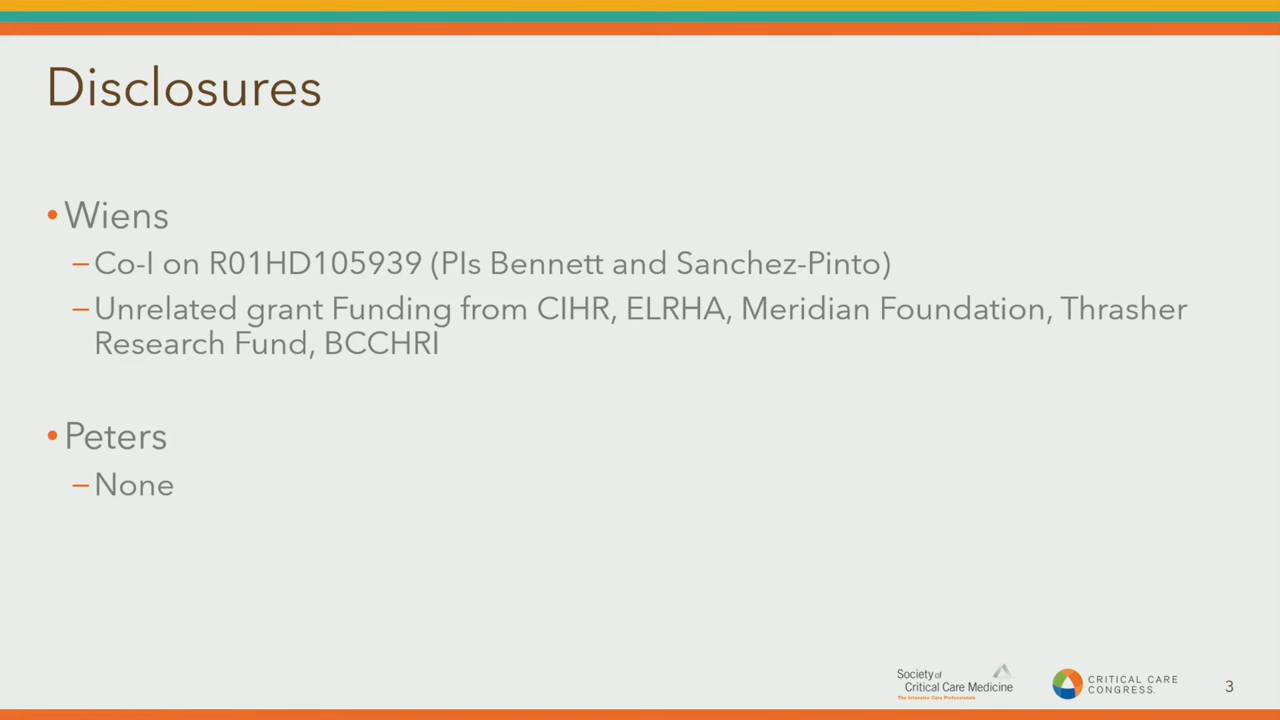 Disclosures
•Wiens
–Co-I on R01HD105939 (PIs Bennett and Sanchez-Pinto)
–Unrelated grant Funding from CIHR, ELRHA, Meridian Foundation, Thrasher
Research Fund, BCCHRI
•Peters
–None
Society of
Critical Care Medicine
The Intensive Care Professionals
CRITICAL CARE
CONGRESS.
3